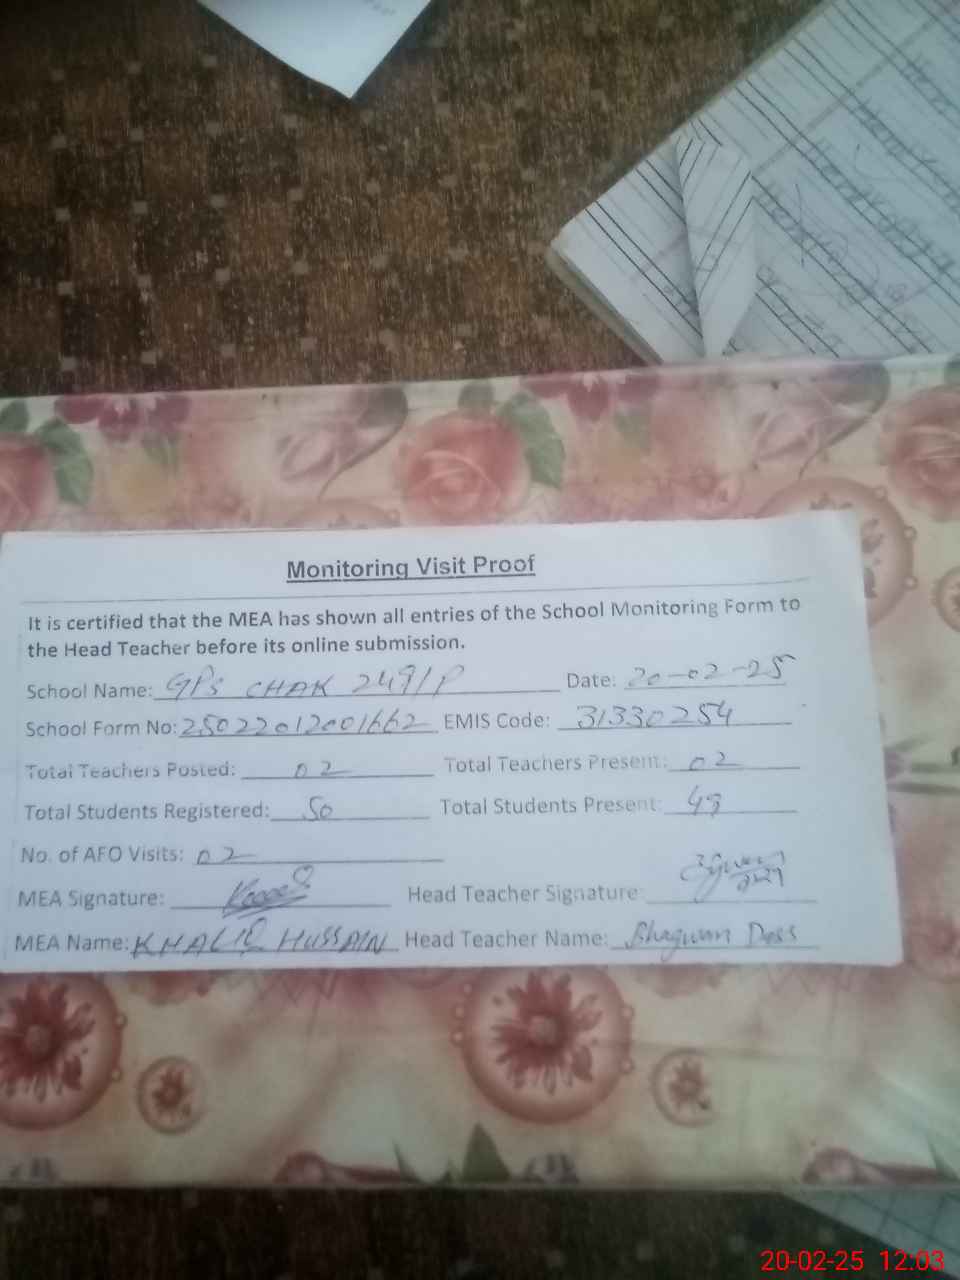 Monitoring Visit Proof
It is certified that the MEA has shown all entries of the School Monitoring Form to
the Head Teacher before its online submission.
School Name: GPS CHAK 249/P Date: 20-02-25
School Form No: 25022012001662 EMIS Code: 31330254
Total Teachers Posted: 02 Total Teachers Present: 02
Total Students Registered: 50 Total Students Present: 49
No. of AFO Visits: 02
MEA Signature: Head Teacher Signature:
MEA Name: KHALIQ HUSSAIN Head Teacher Name: Bhagwan Dass
20-02-25 12:03